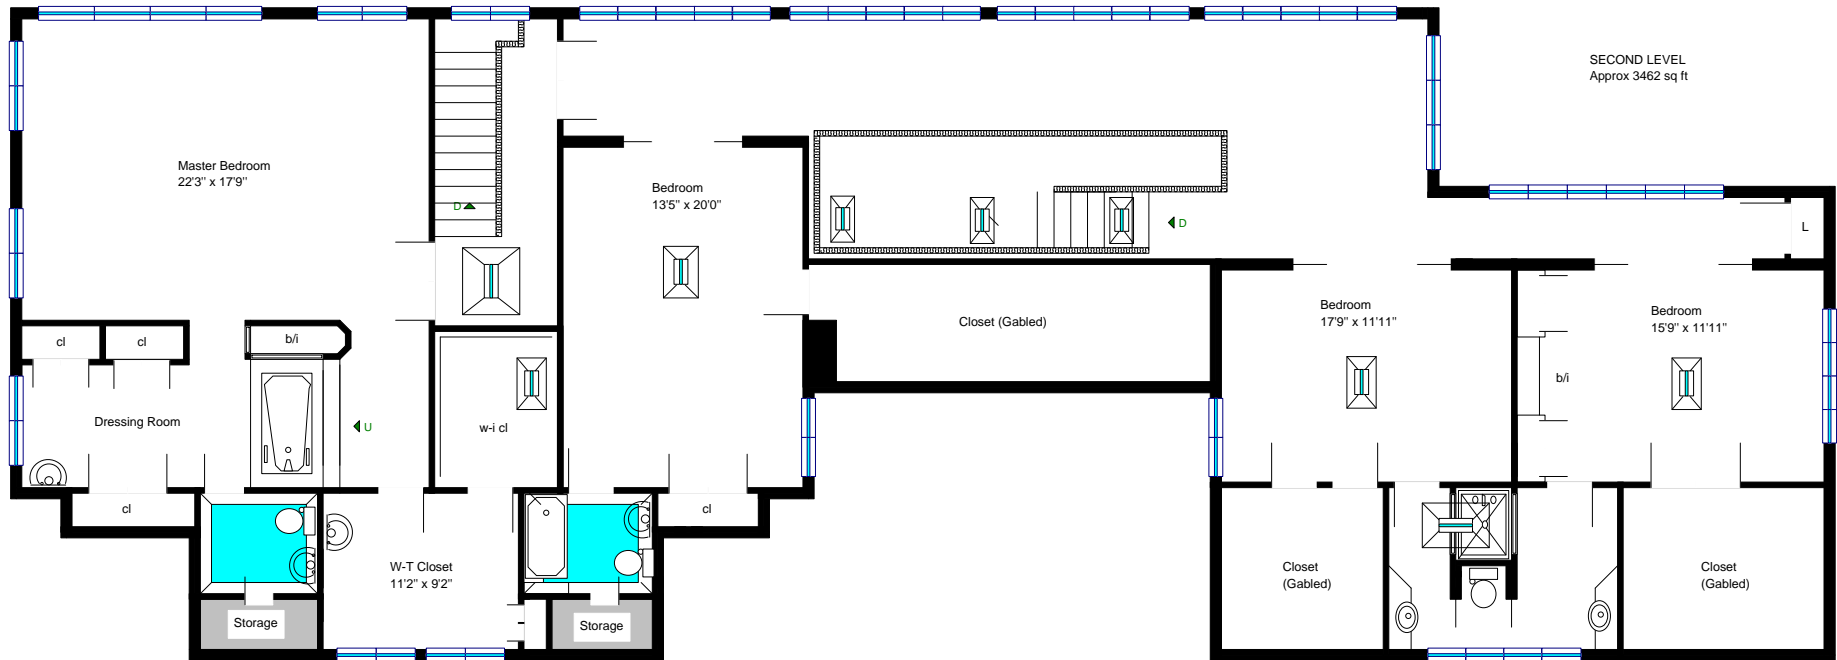 SECOND LEVEL
Approx 3462 sq ft
Master Bedroom
22'3" x 17'9"
Bedroom
13'5" x 20'0"
D
D
L
Bedroom
17'9" x 11'11"
Bedroom
15'9" x 11'11"
Closet (Gabled)
cl
cl
b/i
b/i
Dressing Room
U
w-i cl
cl
cl
W-T Closet
11'2" x 9'2"
Closet
(Gabled)
Closet
(Gabled)
Storage
Storage